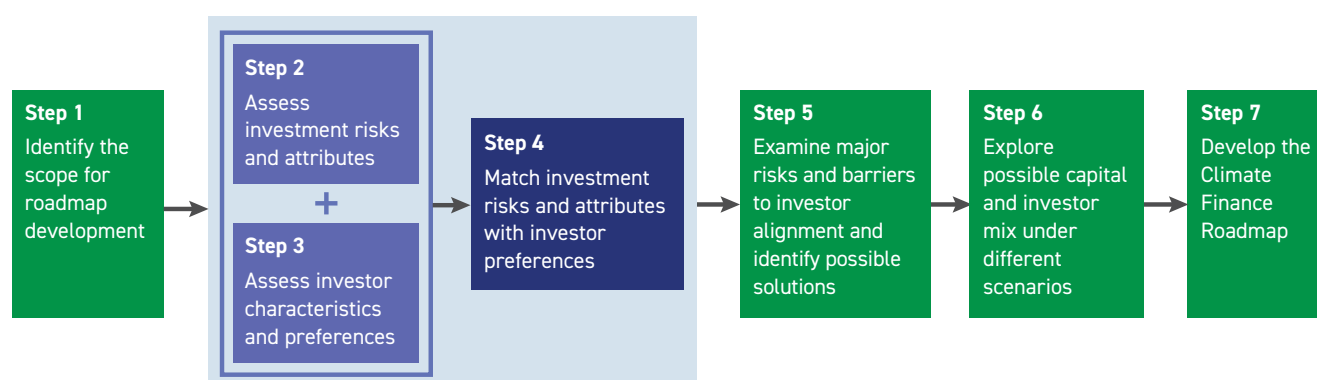 Step 1
Identify the
scope for
roadmap
development
Step 2
Assess
investment risks
and attributes
+
Step 3
Assess investor
characteristics
and preferences
Step 4
Match investment
risks and attributes
with investor
preferences
Step 5
Examine major
risks and barriers
to investor
alignment and
identify possible
solutions
Step 6
Explore
possible capital
and investor
mix under
different
scenarios
Step 7
Develop the
Climate
Finance
Roadmap